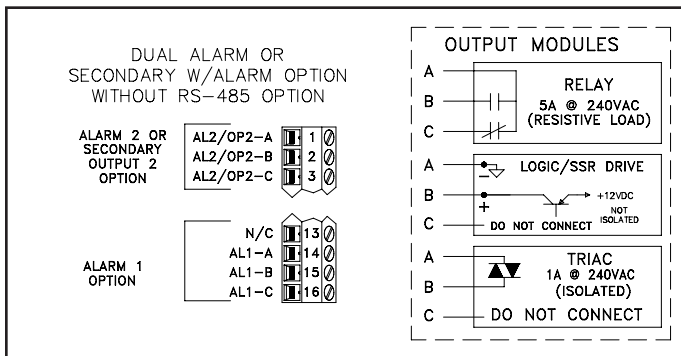 DUAL ALARM OR
SECONDARY W/ALARM OPTION
WITHOUT RS-485 OPTION
ALARM 2 OR
SECONDARY
OUTPUT 2
OPTION
AL2/OP2-A 1
AL2/OP2-B 2
AL2/OP2-C 3
ALARM 1
OPTION
N/C 13
AL1-A 14
AL1-B 15
AL1-C 16
OUTPUT MODULES
A
B
C
RELAY
5A @ 240VAC
(RESISTIVE LOAD)
A
B
C
LOGIC/SSR DRIVE
-
+
+12VDC
NOT
ISOLATED
DO NOT CONNECT
A
B
C
TRIAC
1A @ 240VAC
(ISOLATED)
DO NOT CONNECT